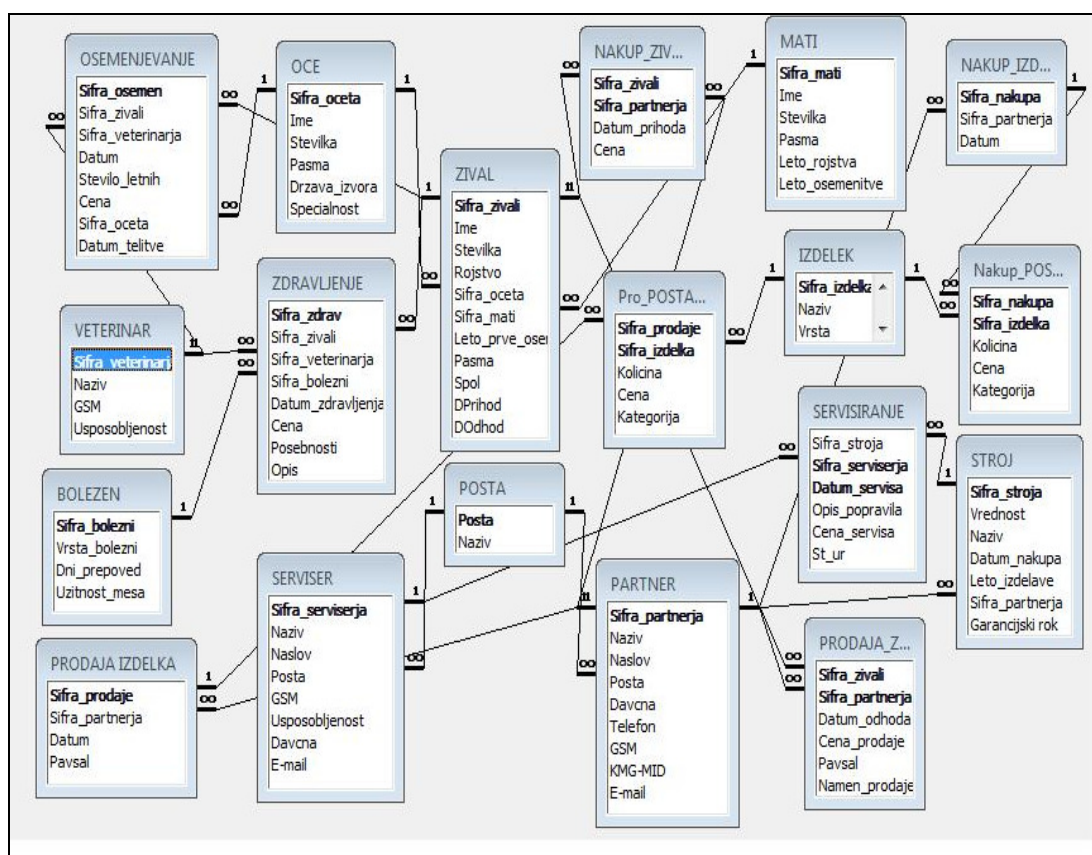 OSEMENJEVANJE
Sifra_osemen
Sifra_zivali
Sifra_veterinarja
Datum
Stevilo_letnih
Cena
Sifra_oceta
Datum_telitve
OCE
Sifra_oceta
Ime
Stevilka
Pasma
Drzava_izvora
Specialnost
NAKUP_ZIV...
Sifra_zivali
Sifra_partnerja
Datum_prihoda
Cena
MATI
Sifra_mati
Ime
Stevilka
Pasma
Leto_rojstva
Leto_osemenitve
NAKUP_IZD...
Sifra_nakupa
Sifra_partnerja
Datum
ZIVAL
Sifra_zivali
Ime
Stevilka
Rojstvo
Sifra_oceta
Sifra_mati
Leto_prve_oser
Pasma
Spol
DPrihod
DOdhod
VETERINAR
Sifra_veterinarj
Naziv
GSM
Usposobljenost
ZDRAVLJENJE
Sifra_zdrav
Sifra_zivali
Sifra_veterinarja
Sifra_bolezni
Datum_zdravljenja
Cena
Posebnosti
Opis
Pro_POSTA...
Sifra_prodaje
Sifra_izdelka
Kolicina
Cena
Kategorija
IZDELEK
Sifra_izdelka
Naziv
Vrsta
Nakup_POS...
Sifra_nakupa
Sifra_izdelka
Kolicina
Cena
Kategorija
BOLEZEN
Sifra_bolezni
Vrsta_bolezni
Dni_prepoved
Uzitnost_mesa
POSTA
Posta
Naziv
SERVISIRANJE
Sifra_stroja
Sifra_serviserja
Datum_servisa
Opis_popravila
Cena_servisa
St_ur
STROJ
Sifra_stroja
Vrednost
Naziv
Datum_nakupa
Leto_izdelave
Sifra_partnerja
Garancijski rok
PRODAJA IZDELKA
Sifra_prodaje
Sifra_partnerja
Datum
Pavsal
SERVISER
Sifra_serviserja
Naziv
Naslov
Posta
GSM
Usposobljenost
Davcna
E-mail
PARTNER
Sifra_partnerja
Naziv
Naslov
Posta
Davcna
Telefon
GSM
KMG-MID
E-mail
PRODAJA_Z...
Sifra_zivali
Sifra_partnerja
Datum_odhoda
Cena_prodaje
Pavsal
Namen_prodaje